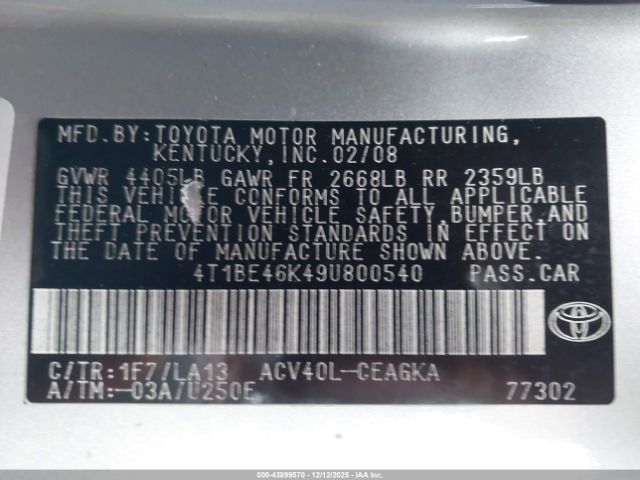 MFD.BY:TOYOTA MOTOR MANUFACTURING,
KENTUCKY,INC.02/08
GVWR 4405LB GAWR FR 2668LB RR 2359LB
THIS VEHICLE CONFORMS TO ALL APPLICABLE
FEDERAL MOTOR VEHICLE SAFETY,BUMPER,AND
THEFT PREVENTION STANDARDS IN EFFECT ON
THE DATE OF MANUFACTURE SHOWN ABOVE.
4T1BE46K49U800540 PASS.CAR
C/TR:1F7/LA13 ACV40L-CEAGKA
A/TM:-03A/U250E 77302
TOYOTA
000-43899570 - 12/12/2025 - IAAI.COM